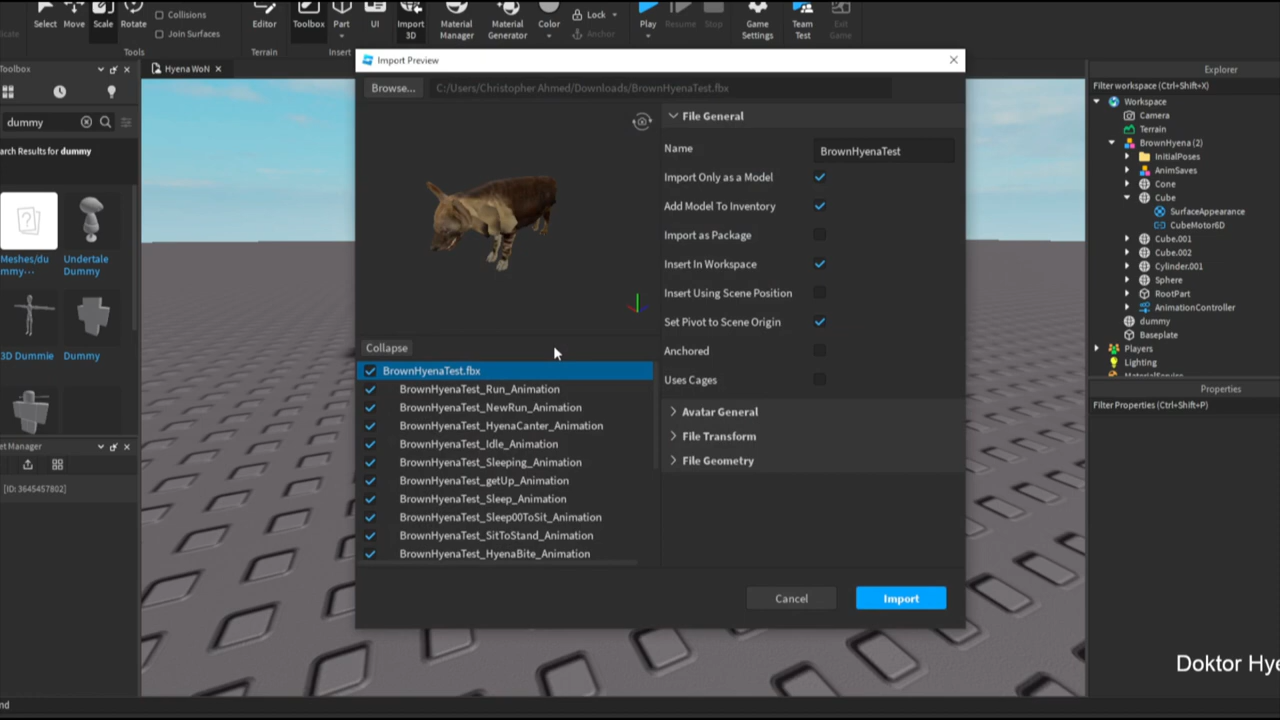 Select Move Scale Rotate
Collisions
Join Surfaces
Tools
Editor
Terrain
Toolbox Part UI Import 3D
Insert
Material Manager
Material Generator
Color
Lock
Anchor
Play Resume Stop
Game Settings
Team Test
Exit Game
Toolbox
Hyena WoN
Explorer
Filter workspace (Ctrl+Shift+X)
dummy
arch Results for dummy
Meshes/du mmy...
Undertale Dummy
3D Dummie
Dummy
et Manager
[ID: 3645457802]
Import Preview
Browse...
C:/Users/Christopher Ahmed/Downloads/BrownHyenaTest.fbx
Collapse
BrownHyenaTest.fbx
BrownHyenaTest_Run_Animation
BrownHyenaTest_NewRun_Animation
BrownHyenaTest_HyenaCanter_Animation
BrownHyenaTest_Idle_Animation
BrownHyenaTest_Sleeping_Animation
BrownHyenaTest_getUp_Animation
BrownHyenaTest_Sleep_Animation
BrownHyenaTest_Sleep00ToSit_Animation
BrownHyenaTest_SitToStand_Animation
BrownHyenaTest_HyenaBite_Animation
File General
Name
BrownHyenaTest
Import Only as a Model
Add Model To Inventory
Import as Package
Insert In Workspace
Insert Using Scene Position
Set Pivot to Scene Origin
Anchored
Uses Cages
Avatar General
File Transform
File Geometry
Cancel
Import
Workspace
Camera
Terrain
BrownHyena (2)
InitialPoses
AnimSaves
Cone
Cube
SurfaceAppearance
CubeMotor6D
Cube.001
Cube.002
Cylinder.001
Sphere
RootPart
AnimationController
dummy
Baseplate
Players
Lighting
MaterialService
Properties
Filter Properties (Ctrl+Shift+P)
Doktor Hye
nd